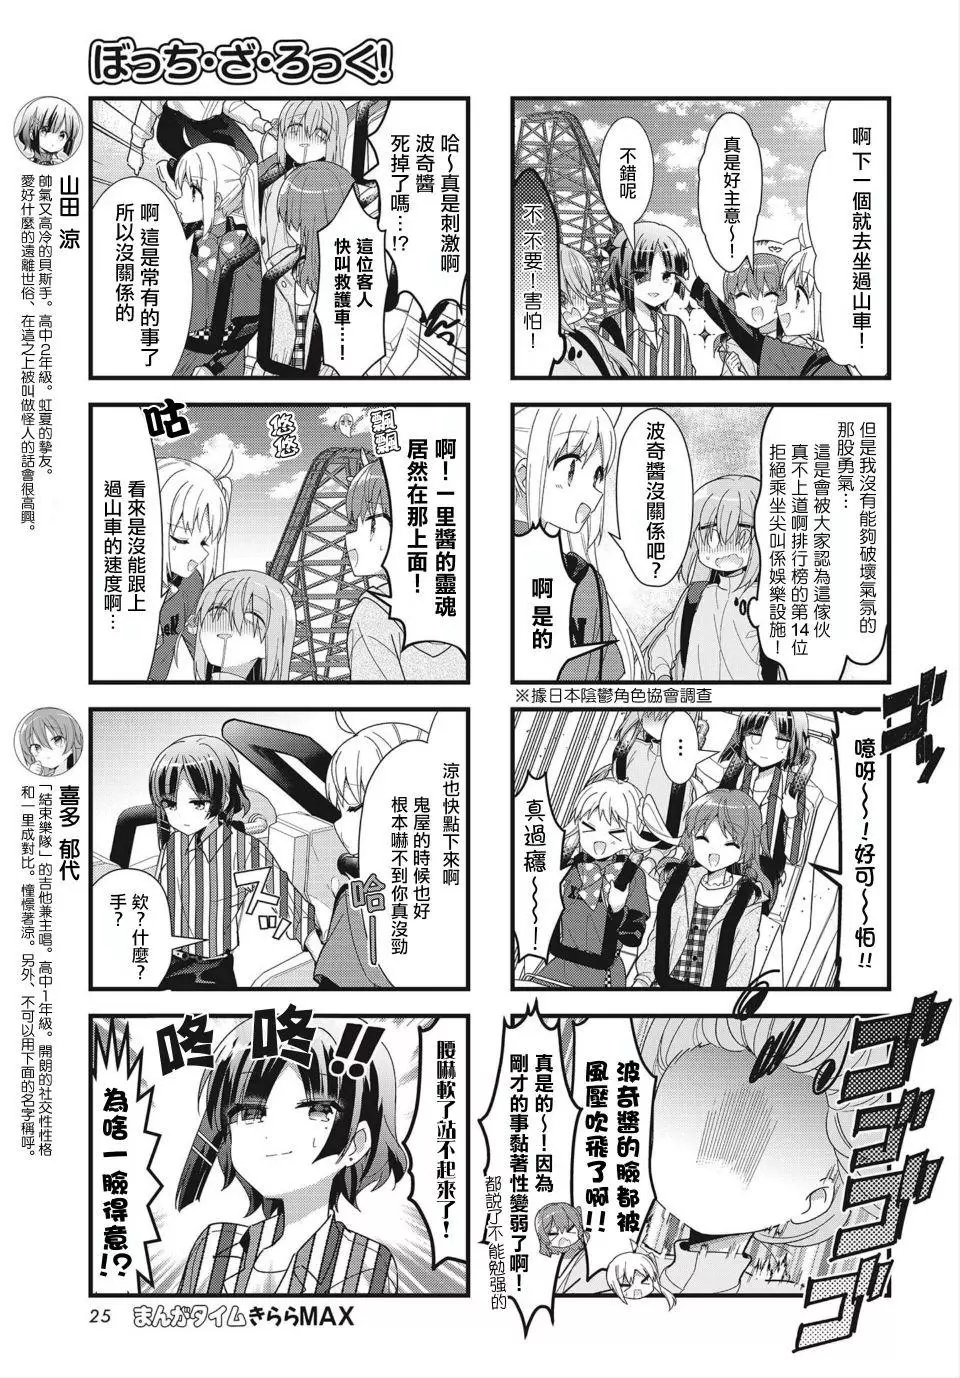 ぼっち・ざ・ろっく!
啊下一個就去坐過山車!
真是好主意~!
不錯呢
不、不要!害怕!
但是我沒有能夠破壞氣氛的
那股勇氣…
這是會被大家認為這傢伙
真不上道啊排行榜的第14位
拒絕乘坐尖叫係娛樂設施!
波奇醬沒關係吧?
啊 是的
※據日本陰鬱角色協會調查
ゴッ
噫呀~~!好可~~怕!!
…
真過癮~~~!
ゴゴゴゴゴ
波奇醬的臉都被
風壓吹飛了啊!!
真是的~!因為
剛才的事黏著性變弱了啊!
都說了不能勉强的
哈~真是刺激啊
波奇醬
死掉了嗎…!?
這位客人
快叫救護車…!
啊 這是常有的事了
所以沒關係的
飄飄
悠悠
啊!一里醬的靈魂
居然在那上面!
咕
看來是沒能跟上
過山車的速度啊…
涼也快點下來啊
鬼屋的時候也好
根本嚇不到你真沒勁
哈—
スッ
欸?什麼?
手?
腰嚇軟了站不起來了!
咚咚!!
為啥一臉得意!?
山田 涼
帥氣又高冷的貝斯手。高中2年級。虹夏的摯友。
愛好什麼的遠離世俗、在這之上被叫做怪人的話會很高興。
喜多 郁代
「結束樂隊」的吉他兼主唱。高中1年級。開朗的社交性性格
和一里成對比。憧憬著涼。另外、不可以用下面的名字稱呼。
25 まんがタイムきららMAX